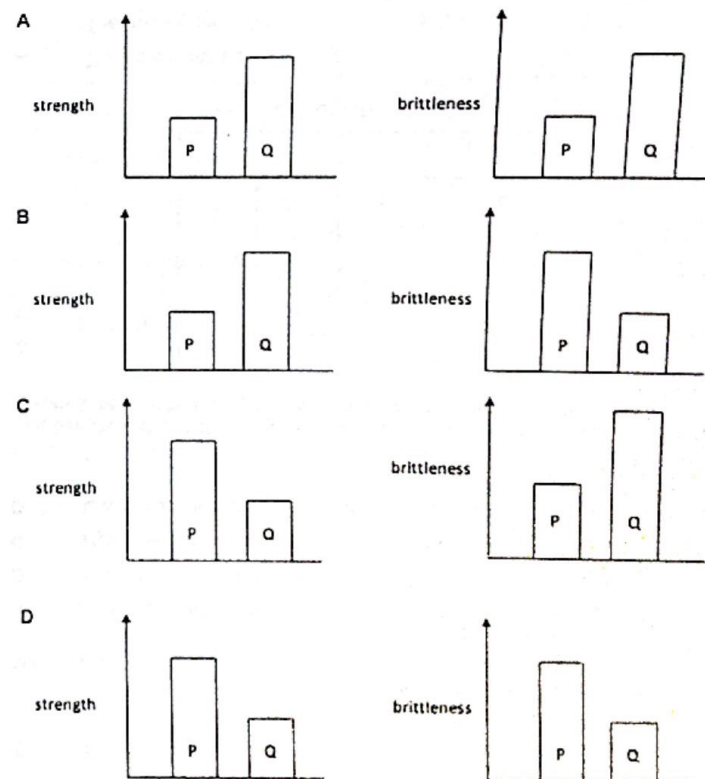 A
strength
P
Q
brittleness
P
Q
B
strength
P
Q
brittleness
P
Q
C
strength
P
Q
brittleness
P
Q
D
strength
P
Q
brittleness
P
Q